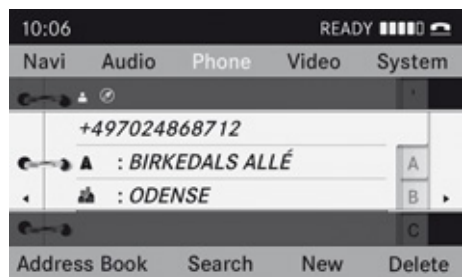 10:06 READY
Navi Audio Phone Video System
+497024868712
A : BIRKEDALS ALLÉ A
: ODENSE B
C
Address Book Search New Delete